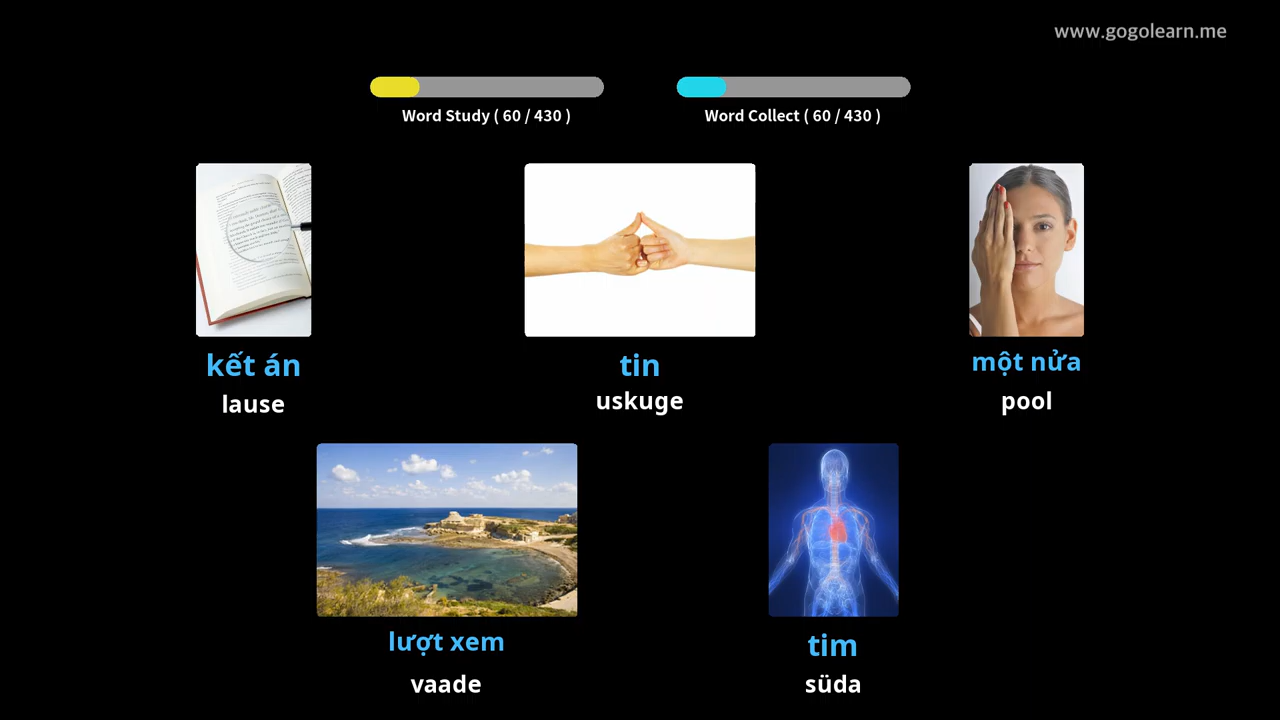 www.gogolearn.me
Word Study ( 60 / 430 )
Word Collect ( 60 / 430 )
kết án
lause
tin
uskuge
một nửa
pool
lượt xem
vaade
tim
süda